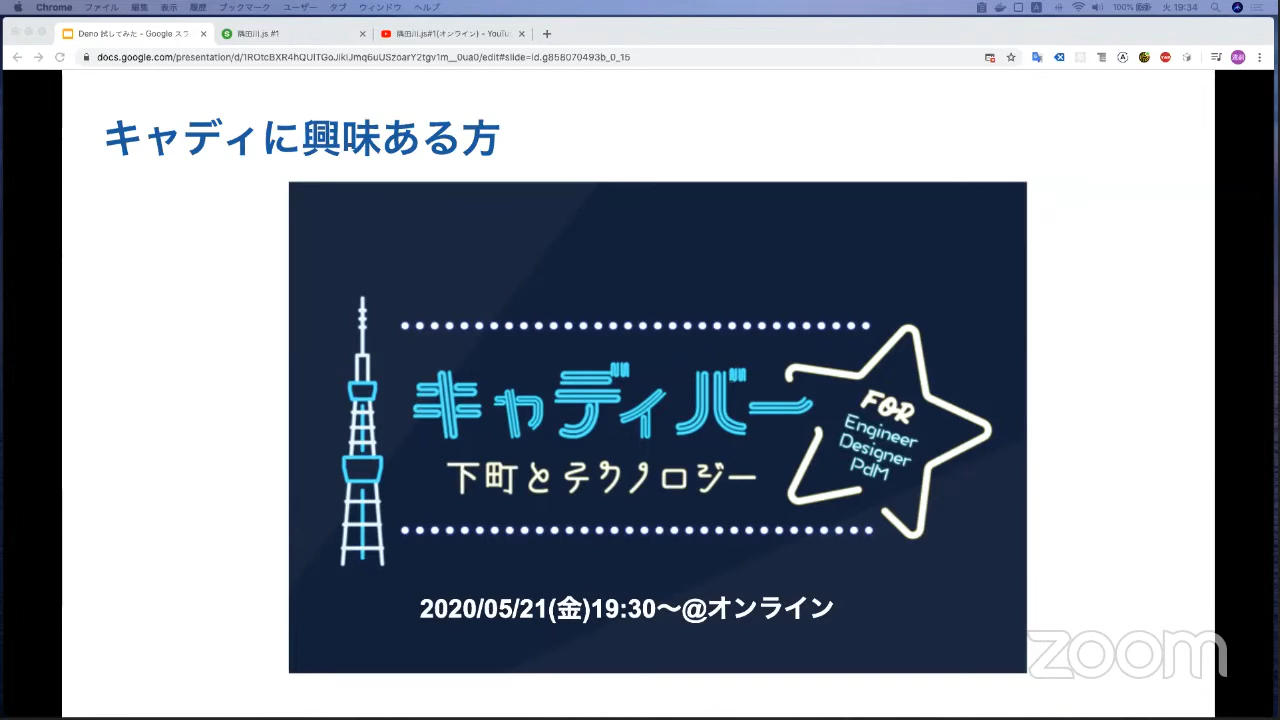 Chrome ファイル 編集 表示 履歴 ブックマーク ユーザー タブ ウィンドウ ヘルプ 100% 火 19:34
Deno 試してみた - Google スラ 隅田川.js #1 隅田川.js#1(オンライン) - YouTu
docs.google.com/presentation/d/1ROtcBXR4hQUITGoJikIJmq6uUSzoarY2tgv1m__0ua0/edit#slide=id.g858070493b_0_15
キャディに興味ある方
キャディバー
下町とテクノロジー
FOR
Engineer
Designer
PdM
2020/05/21(金)19:30〜@オンライン
zoom